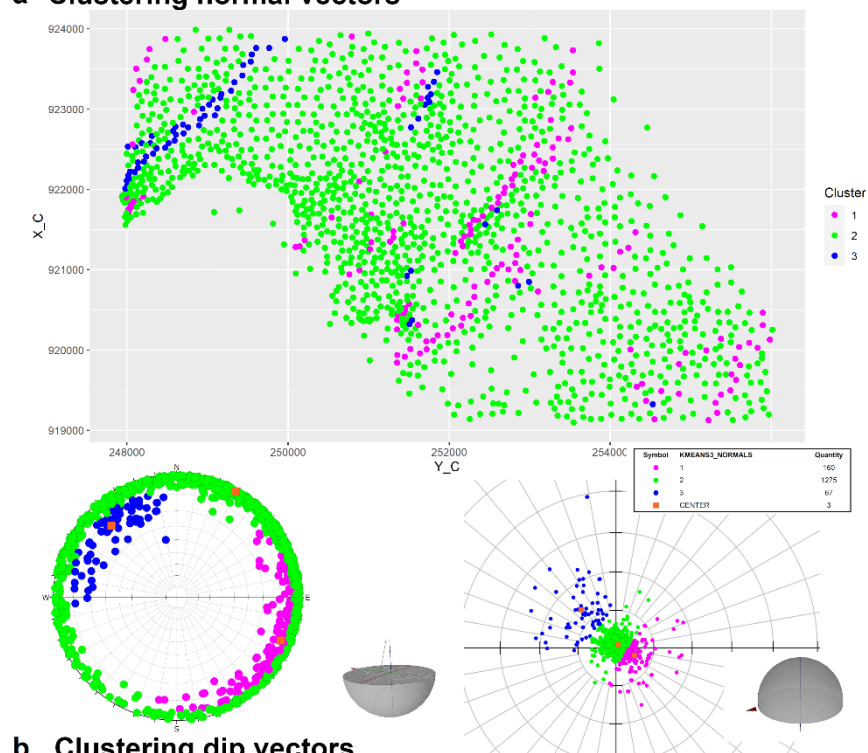 a Clustering normal vectors
924000
923000
922000
921000
920000
919000
X_C
248000
250000
252000
254000
Y_C
Cluster
1
2
3
Symbol KMEANS3_NORMALS Quantity
1 160
2 1275
3 67
CENTER 3
N
W
E
S
b Clustering dip vectors